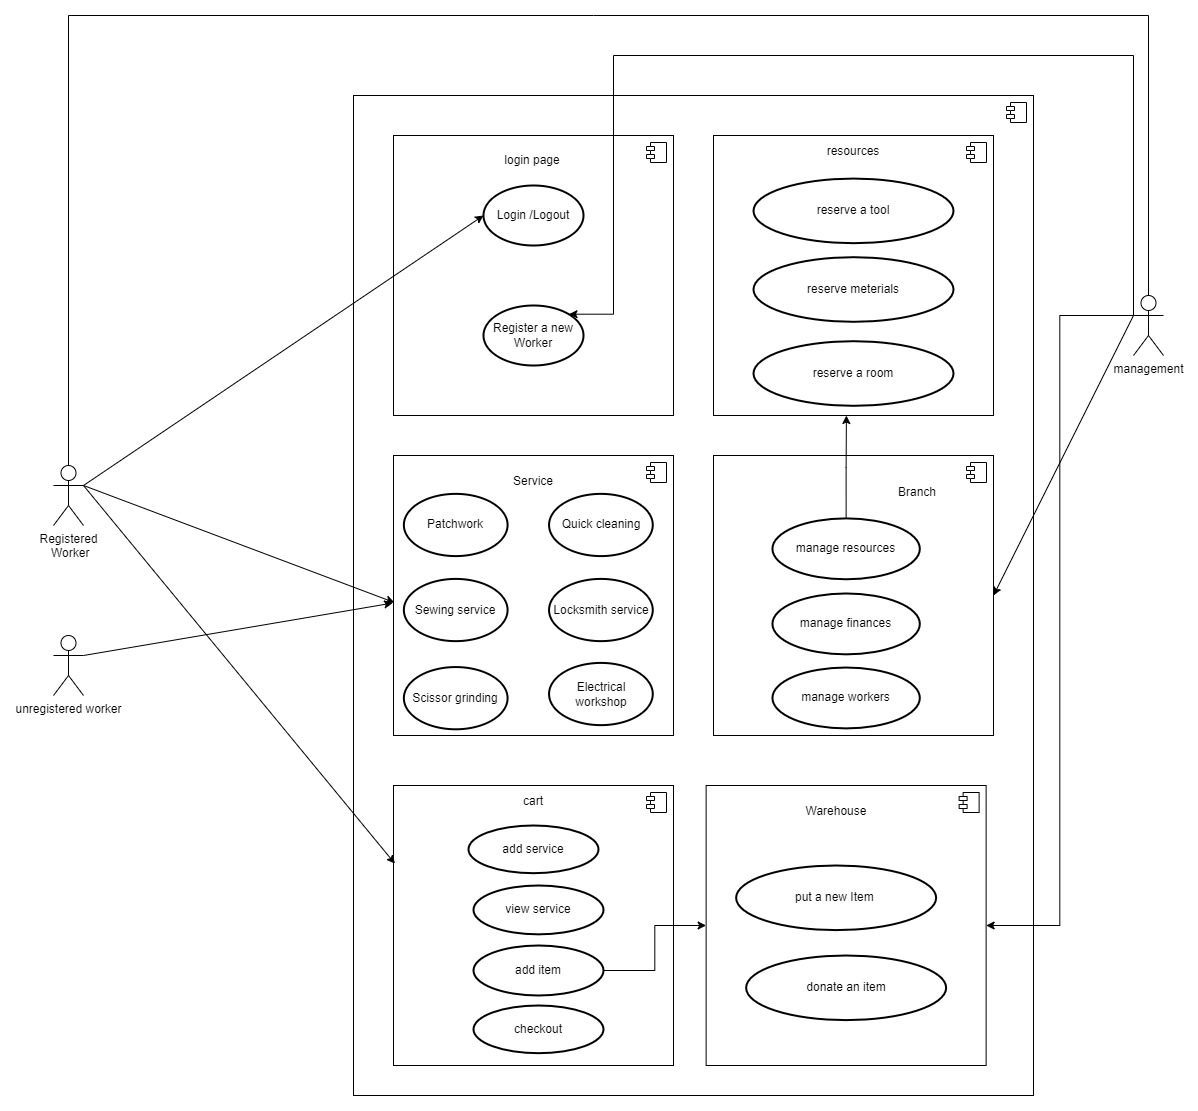 login page
Login /Logout
Register a new
Worker
resources
reserve a tool
reserve meterials
reserve a room
management
Registered
Worker
unregistered worker
Service
Patchwork
Quick cleaning
Sewing service
Locksmith service
Scissor grinding
Electrical
workshop
Branch
manage resources
manage finances
manage workers
cart
add service
view service
add item
checkout
Warehouse
put a new Item
donate an item